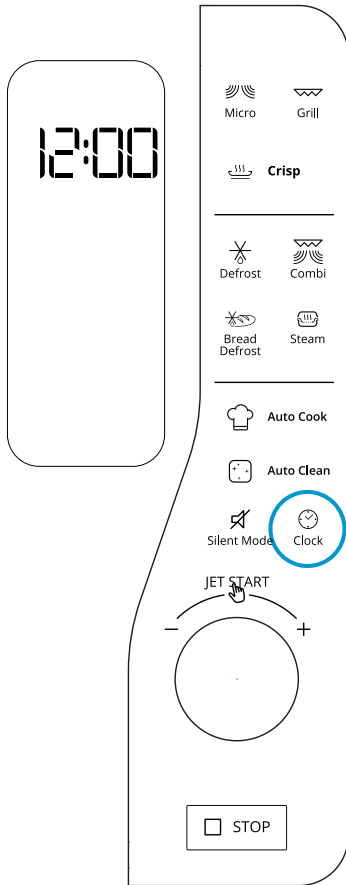 12:00
Micro Grill
Crisp
Defrost Combi
Bread
Defrost
Steam
Auto Cook
Auto Clean
Silent Mode Clock
JET START
− +
STOP